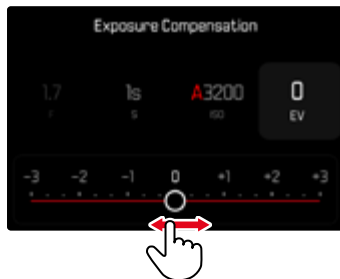 Exposure Compensation
1.7 1s A3200 0
F S ISO EV
-3 -2 -1 0 +1 +2 +3